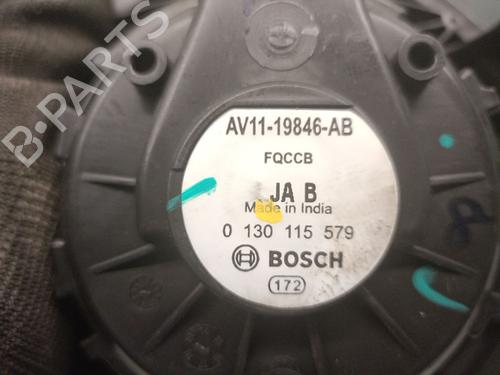 B-PARTS
AV11-19846-AB
FQCCB
JA B
Made in India
0 130 115 579
BOSCH
172